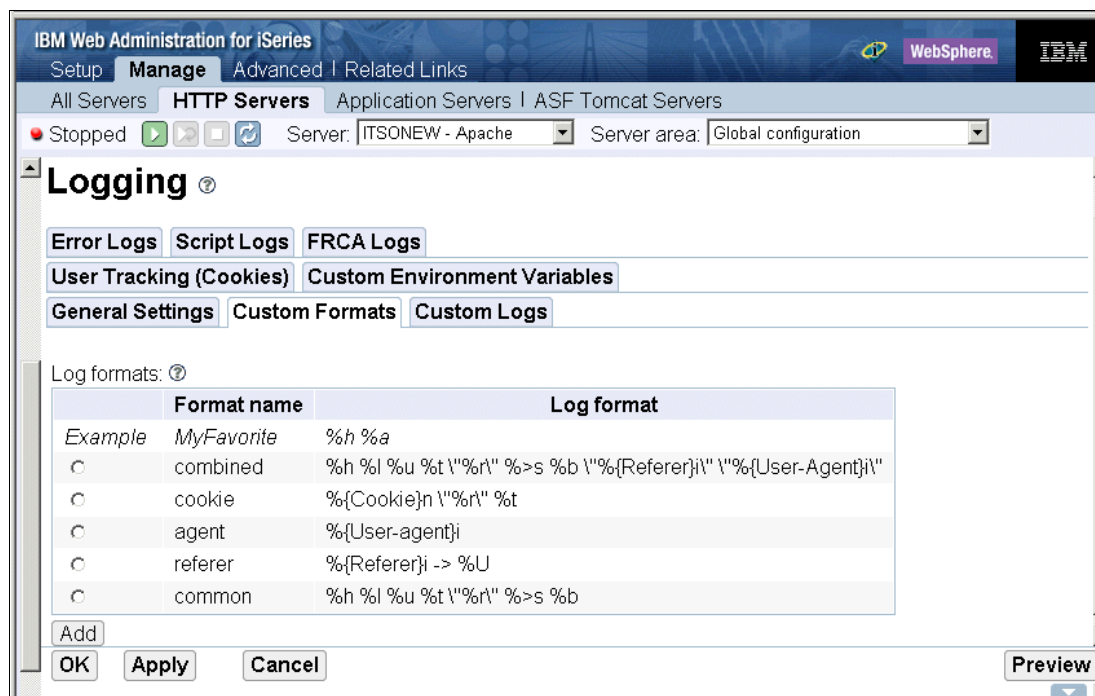 IBM Web Administration for iSeries
Setup Manage Advanced | Related Links
WebSphere. IBM
All Servers HTTP Servers Application Servers | ASF Tomcat Servers
Stopped Server: ITSONEW - Apache Server area: Global configuration
Logging ?
Error Logs Script Logs FRCA Logs
User Tracking (Cookies) Custom Environment Variables
General Settings Custom Formats Custom Logs
Log formats: ?
Format name Log format
Example MyFavorite %h %a
combined %h %l %u %t \"%r\" %>s %b \"%{Referer}i\" \"%{User-Agent}i\"
cookie %{Cookie}n \"%r\" %t
agent %{User-agent}i
referer %{Referer}i -> %U
common %h %l %u %t \"%r\" %>s %b
Add
OK Apply Cancel Preview